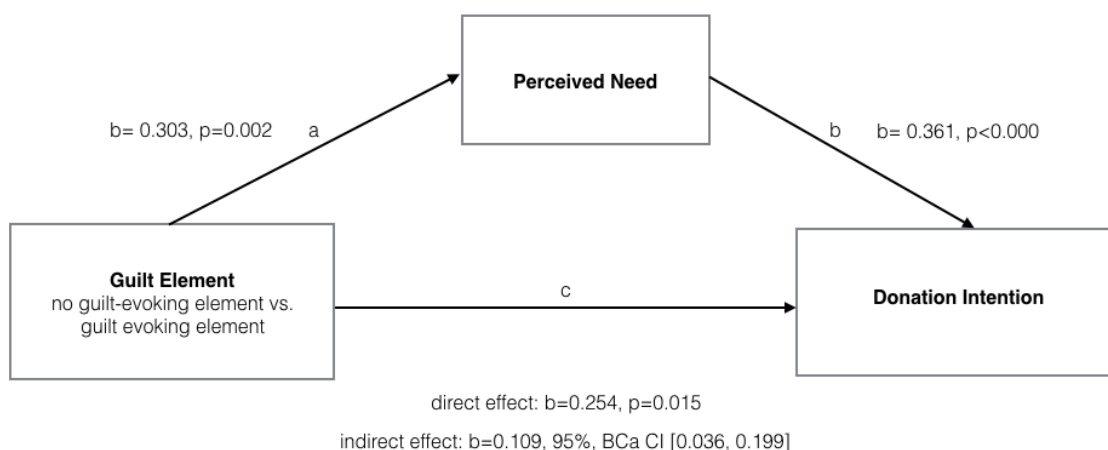 Perceived Need
b= 0.303, p=0.002
a
b
b= 0.361, p<0.000
Guilt Element
no guilt-evoking element vs.
guilt evoking element
c
Donation Intention
direct effect: b=0.254, p=0.015
indirect effect: b=0.109, 95%, BCa CI [0.036, 0.199]